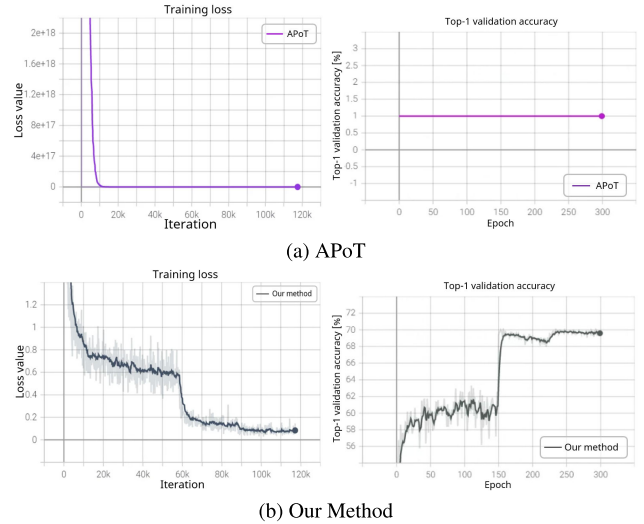 Training loss
2e+18
1.6e+18
1.2e+18
8e+17
4e+17
0
Loss value
APoT
0 20k 40k 60k 80k 100k 120k
Iteration
Top-1 validation accuracy
3
2.5
2
1.5
1
0.5
0
-0.5
-1
Top-1 validation accuracy [%]
APoT
0 50 100 150 200 250 300
Epoch
(a) APoT
Training loss
1.2
1
0.8
0.6
0.4
0.2
0
Loss value
Our method
0 20k 40k 60k 80k 100k 120k
Iteration
Top-1 validation accuracy
72
70
68
66
64
62
60
58
56
Top-1 validation accuracy [%]
Our method
0 50 100 150 200 250 300
Epoch
(b) Our Method